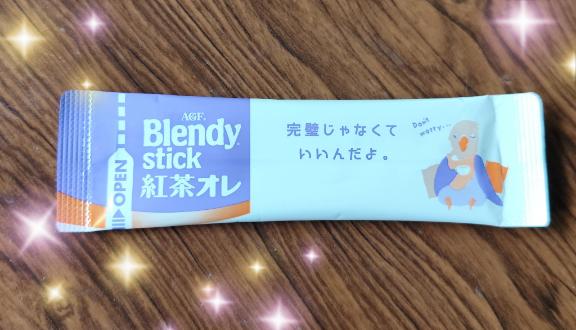 AGF
Blendy
stick
紅茶オレ
OPEN
完璧じゃなくて
いいんだよ。
Don't
worry...